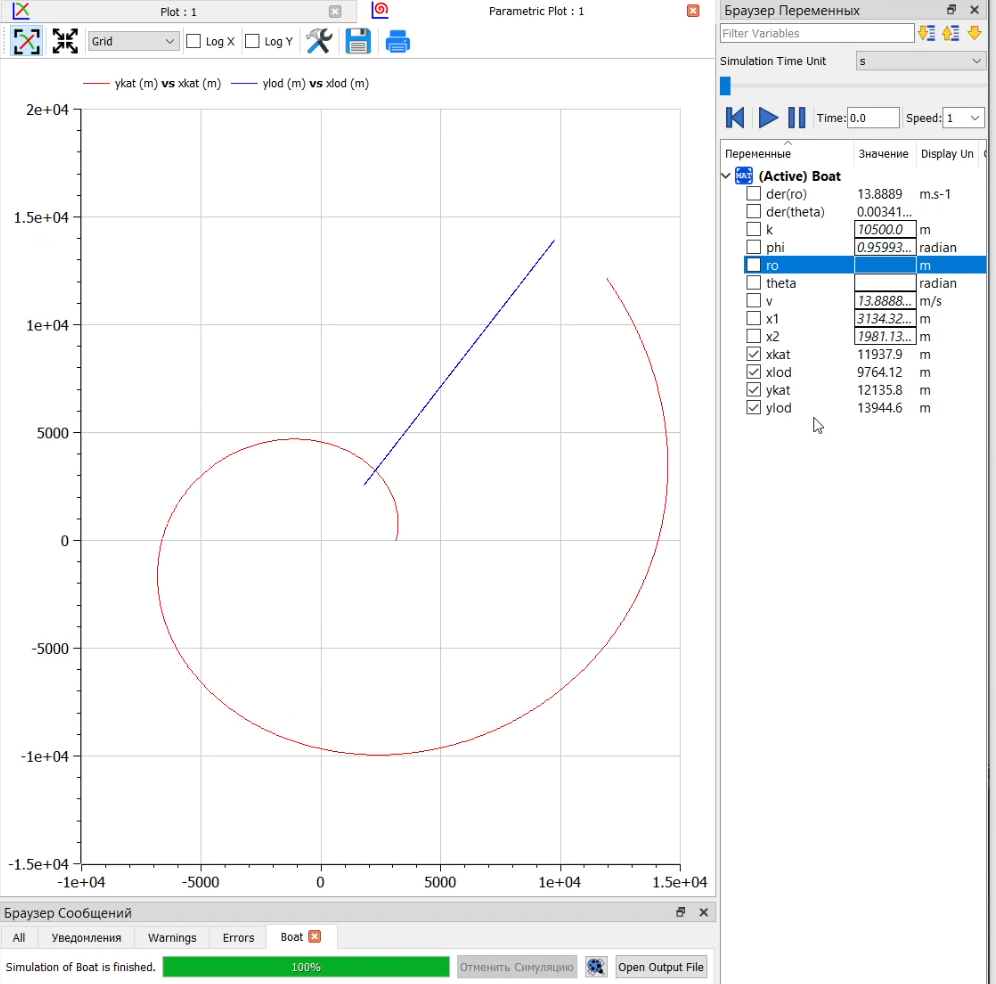 Plot : 1
Parametric Plot : 1
Grid
Log X
Log Y
ykat (m) vs xkat (m)
ylod (m) vs xlod (m)
2e+04
1.5e+04
1e+04
5000
0
-5000
-1e+04
-1.5e+04
-1e+04 -5000 0 5000 1e+04 1.5e+04
Браузер Сообщений
All Уведомления Warnings Errors Boat
Simulation of Boat is finished. 100% Отменить Симуляцию Open Output File
Браузер Переменных
Filter Variables
Simulation Time Unit s
Time: 0.0 Speed: 1
Переменные Значение Display Un
MAT (Active) Boat
der(ro) 13.8889 m.s-1
der(theta) 0.00341...
k 10500.0 m
phi 0.95993... radian
ro m
theta radian
v 13.8888... m/s
x1 3134.32... m
x2 1981.13... m
xkat 11937.9 m
xlod 9764.12 m
ykat 12135.8 m
ylod 13944.6 m